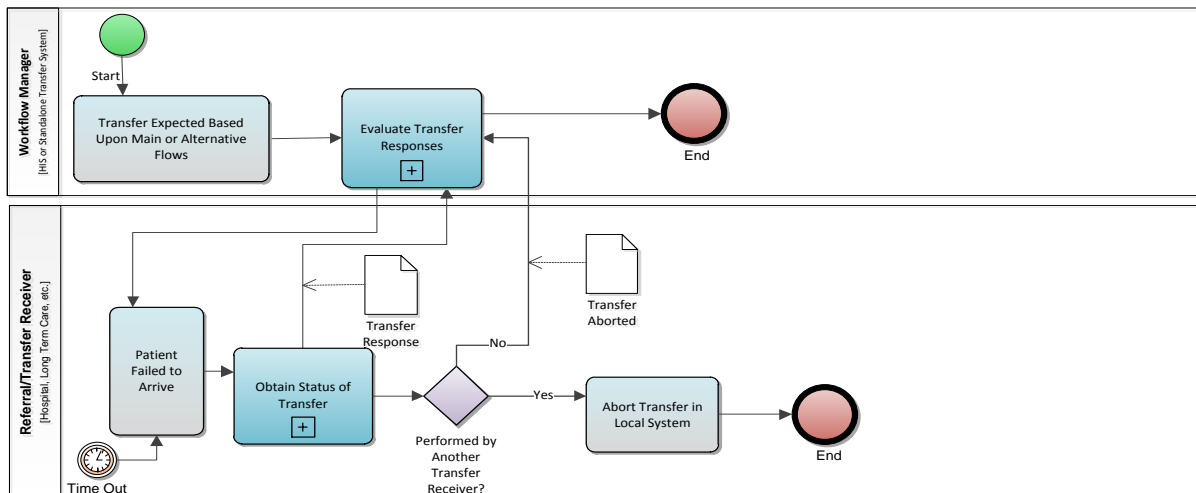 Workflow Manager
[HIS or Standalone Transfer System]
Start
Transfer Expected Based
Upon Main or Alternative
Flows
Evaluate Transfer
Responses
End
Referral/Transfer Receiver
[Hospital, Long Term Care, etc.]
Transfer
Response
Transfer
Aborted
No
Patient
Failed to
Arrive
Obtain Status of
Transfer
Yes
Abort Transfer in
Local System
Performed by
Another
Transfer
Receiver?
End
Time Out